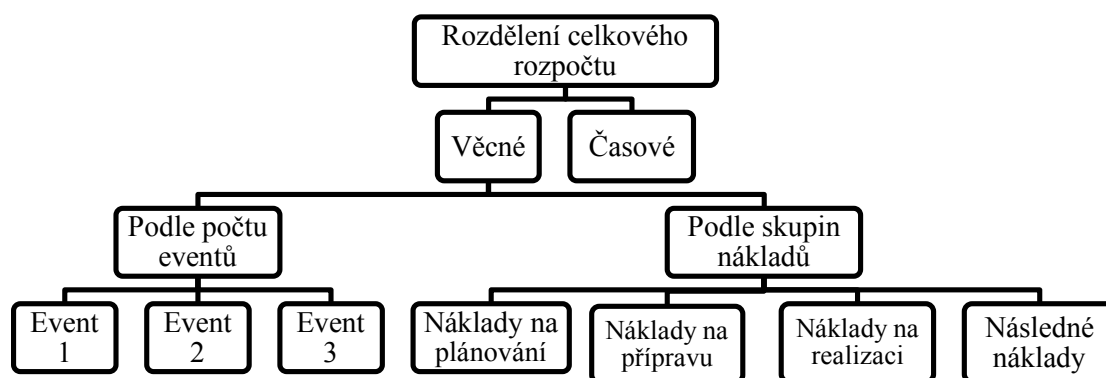 Rozdělení celkového
rozpočtu
Věcné
Časové
Podle počtu
eventů
Podle skupin
nákladů
Event
1
Event
2
Event
3
Náklady na
plánování
Náklady na
přípravu
Náklady na
realizaci
Následné
náklady